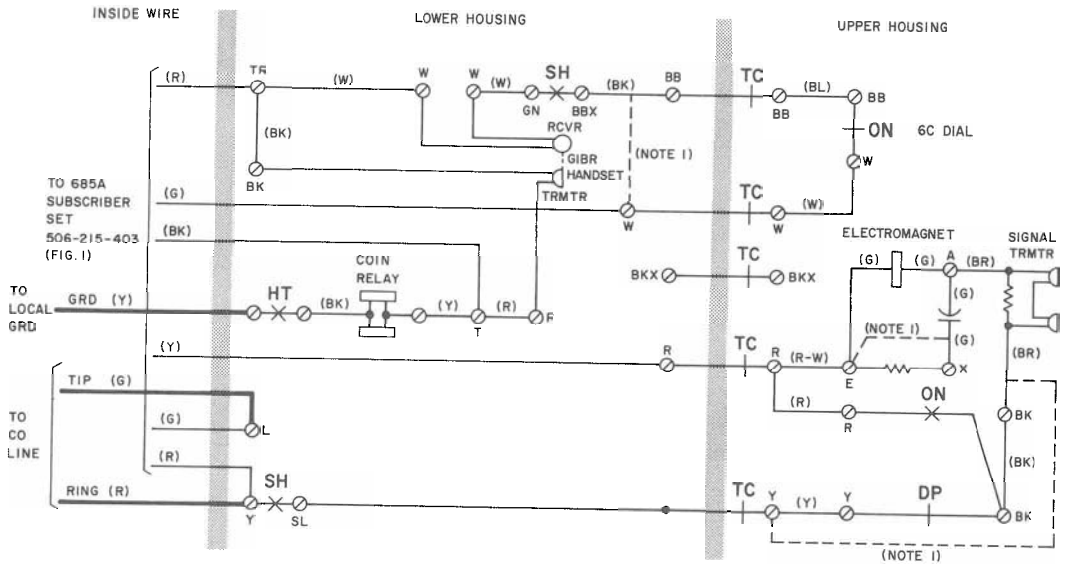 INSIDE WIRE
LOWER HOUSING
UPPER HOUSING
(R)
TR
(W)
W
W
(W)
SH
(BK)
BB
TC
(BL)
BB
GN
BBX
BB
ON
6C DIAL
(BK)
RCVR
(NOTE 1)
W
GIBR
HANDSET
BK
TRMTR
TO 685A
SUBSCRIBER
SET
506-215-403
(FIG. 1)
(G)
TC
(W)
W
W
(BK)
ELECTROMAGNET
SIGNAL
TRMTR
COIN
RELAY
TC
BKX
BKX
(G)
(G)
A
(BR)
TO
LOCAL
GRD
GRD (Y)
HT
(BK)
(Y)
(R)
T
R
(G)
(NOTE 1)
(G)
(Y)
R
TC
R
(R-W)
E
X
(BR)
TIP (G)
TO
CO
LINE
(R)
ON
R
BK
(G)
L
(R)
(BK)
RING (R)
SH
Y
SL
TC
Y
(Y)
Y
DP
BK
(NOTE 1)